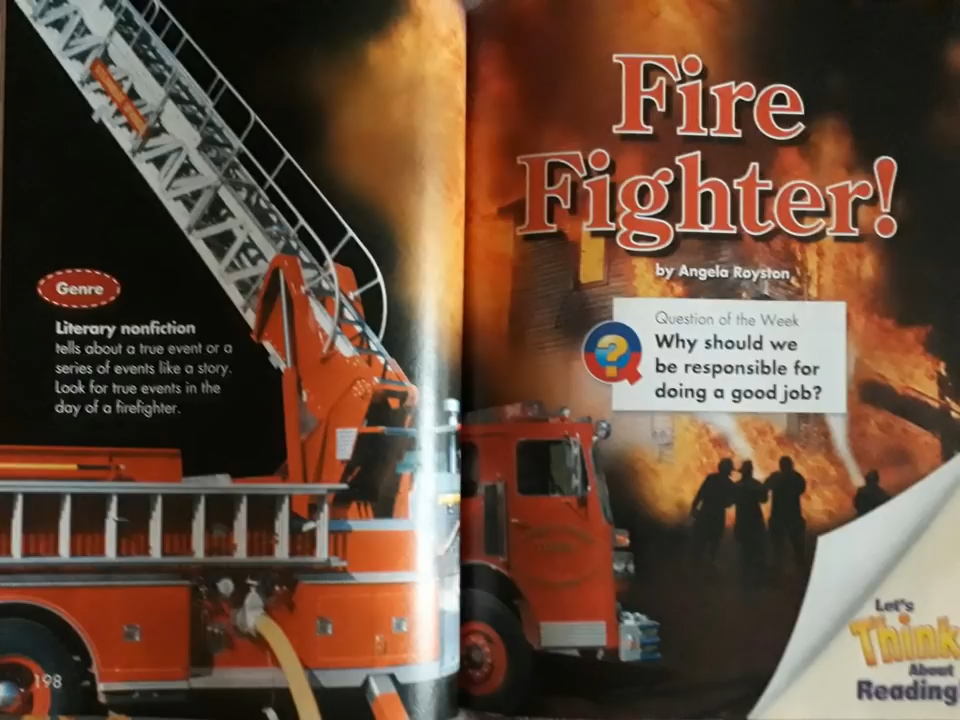 Genre
Literary nonfiction
tells about a true event or a
series of events like a story.
Look for true events in the
day of a firefighter.
198
Fire
Fighter!
by Angela Royston
Question of the Week
Why should we
be responsible for
doing a good job?
Let's
Think
About
Reading!